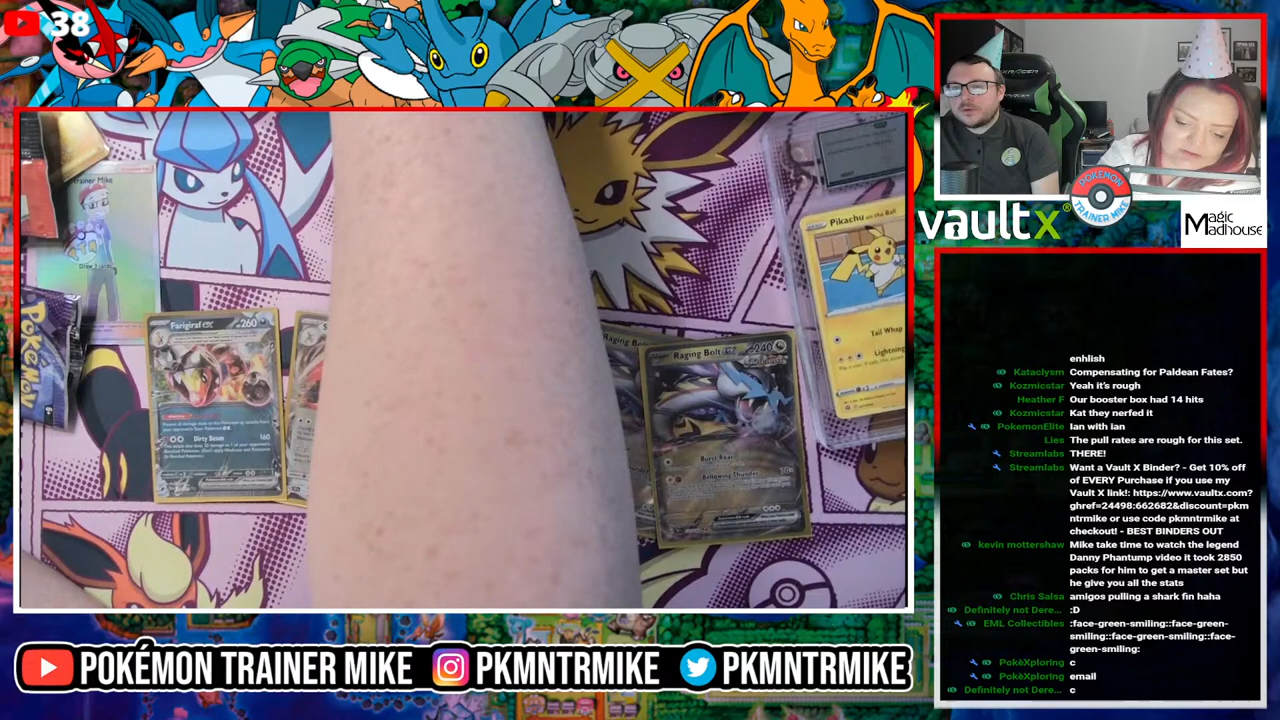 38
Trainer Mike
Draw 3 cards
Pokémon
Farigiraf ex 260
Dirty Beam 160
Raging Bolt
Raging Bolt ex 240
Burst Roar
Bellowing Thunder
Pikachu on the Ball
Tail Whap
Lightning
POKEMON
TRAINER MIKE
vault x
Magic Madhouse
enhlish
Kataclysm Compensating for Paldean Fates?
Kozmicstar Yeah it's rough
Heather F Our booster box had 14 hits
Kozmicstar Kat they nerfed it
PokemonElite Ian with ian
Lies The pull rates are rough for this set.
Streamlabs THERE!
Streamlabs Want a Vault X Binder? - Get 10% off
of EVERY Purchase if you use my
Vault X link!: https://www.vaultx.com?
ghref=24498:662682&discount=pkm
ntrmike or use code pkmntrmike at
checkout! - BEST BINDERS OUT
kevin mottershaw Mike take time to watch the legend
Danny Phantump video it took 2850
packs for him to get a master set but
he give you all the stats
Chris Salsa amigos pulling a shark fin haha
Definitely not Dere... :D
EML Collectibles :face-green-smiling::face-green-
smiling::face-green-smiling::face-
green-smiling:
PokèXploring c
PokèXploring email
Definitely not Dere... c
POKÉMON TRAINER MIKE PKMNTRMIKE PKMNTRMIKE